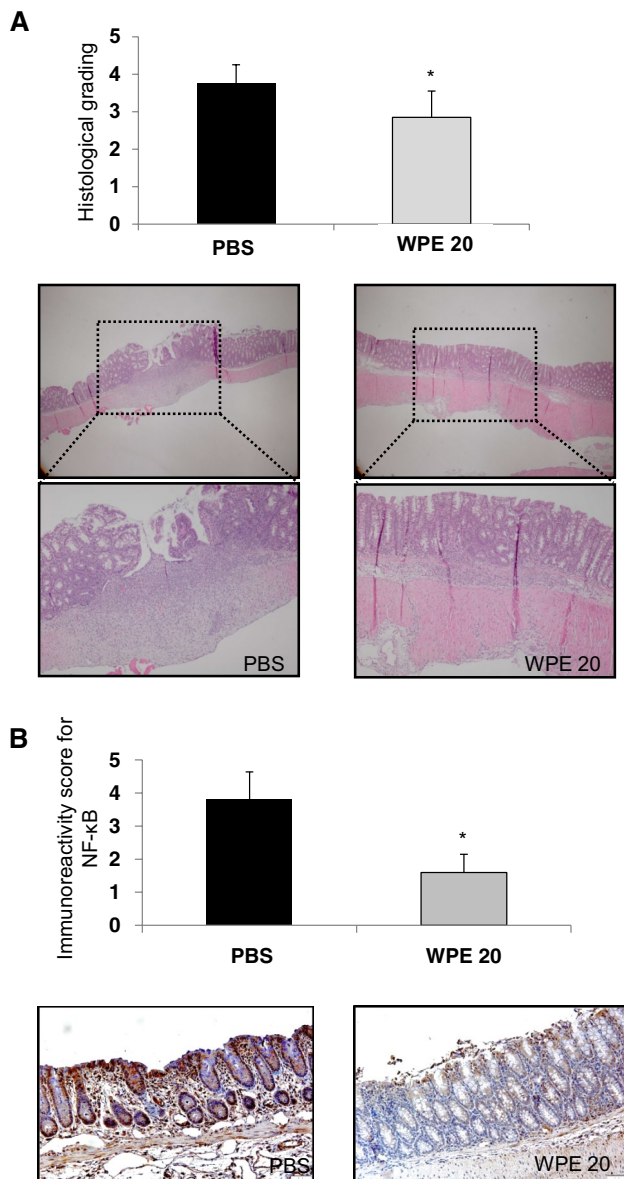 A
Histological grading
5
4
3
2
1
0
*
PBS
WPE 20
PBS
WPE 20
B
Immunoreactivity score for
NF-κB
5
4
3
2
1
0
*
PBS
WPE 20
PBS
WPE 20